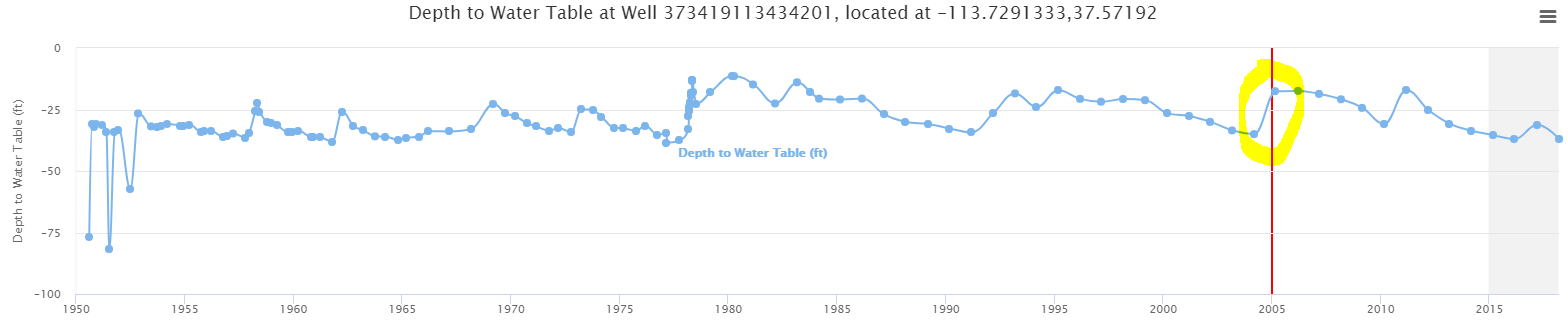 Depth to Water Table at Well 373419113434201, located at -113.7291333,37.57192
Depth to Water Table (ft)
0
-25
-50
-75
-100
Depth to Water Table (ft)
1950 1955 1960 1965 1970 1975 1980 1985 1990 1995 2000 2005 2010 2015